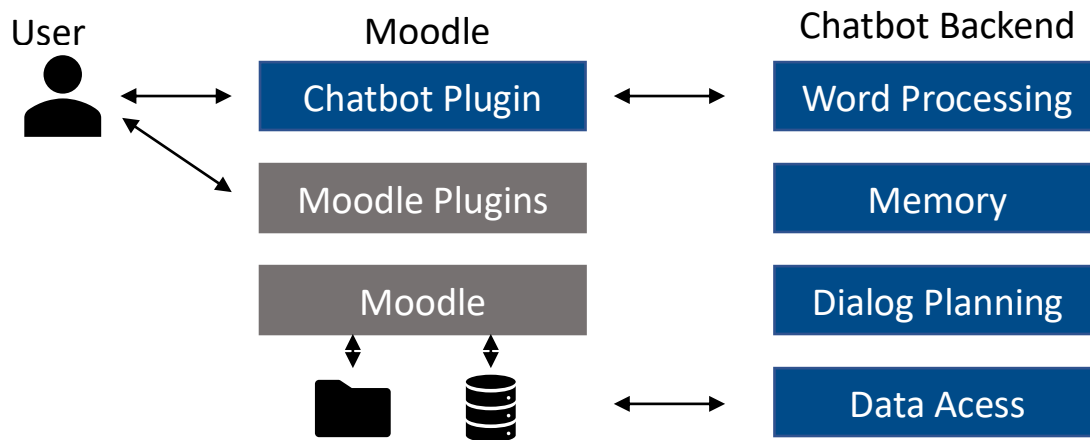 User
Moodle
Chatbot Backend
Chatbot Plugin
Word Processing
Moodle Plugins
Memory
Moodle
Dialog Planning
Data Acess